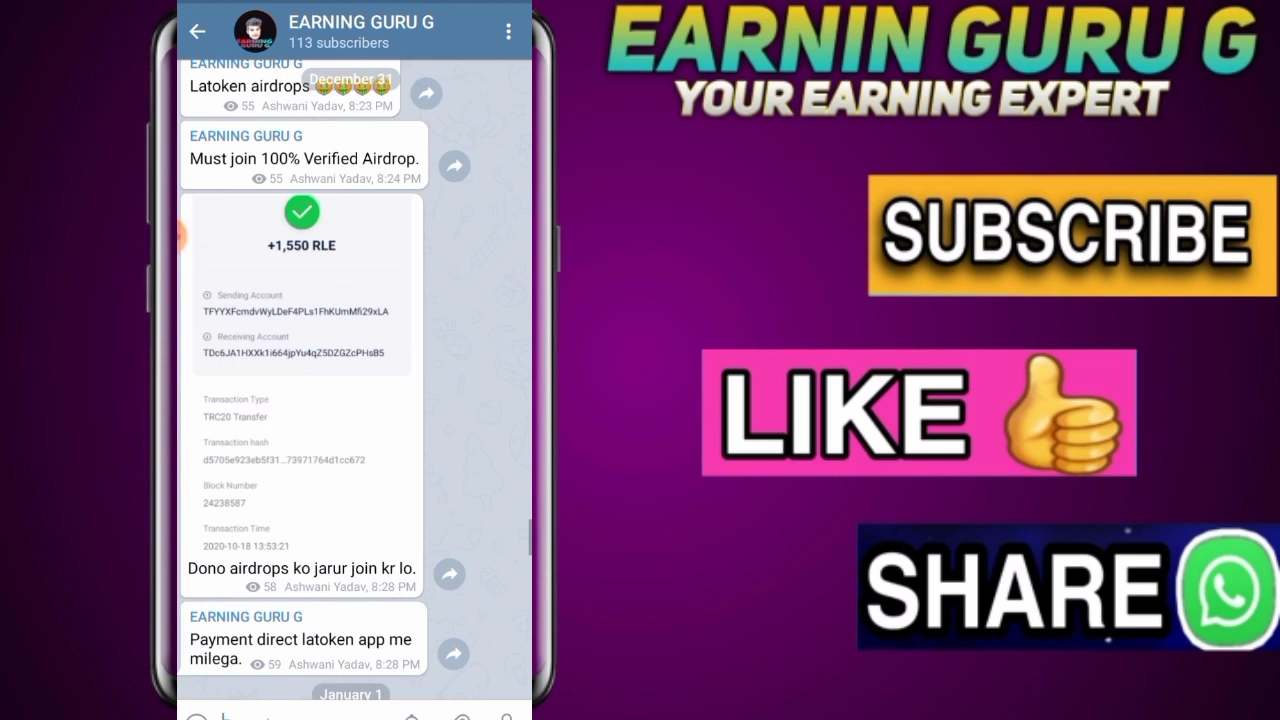 EARNING GURU G
113 subscribers
EARNING GURU G
December 31
Latoken airdrops 🤑🤑🤑🤑
55 Ashwani Yadav, 8:23 PM
EARNING GURU G
Must join 100% Verified Airdrop.
55 Ashwani Yadav, 8:24 PM
+1,550 RLE
Sending Account
TFYYXFcmdvWyLDeF4PLs1FhKUmMfi29xLA
Receiving Account
TDc6JA1HXXk1i664jpYu4qZ5DZGZcPHsB5
Transaction Type
TRC20 Transfer
Transaction hash
d5705e923eb5f31...73971764d1cc672
Block Number
24238587
Transaction Time
2020-10-18 13:53:21
Dono airdrops ko jarur join kr lo.
58 Ashwani Yadav, 8:28 PM
EARNING GURU G
Payment direct latoken app me
milega. 59 Ashwani Yadav, 8:28 PM
January 1
EARNIN GURU G
YOUR EARNING EXPERT
SUBSCRIBE
LIKE 👍
SHARE